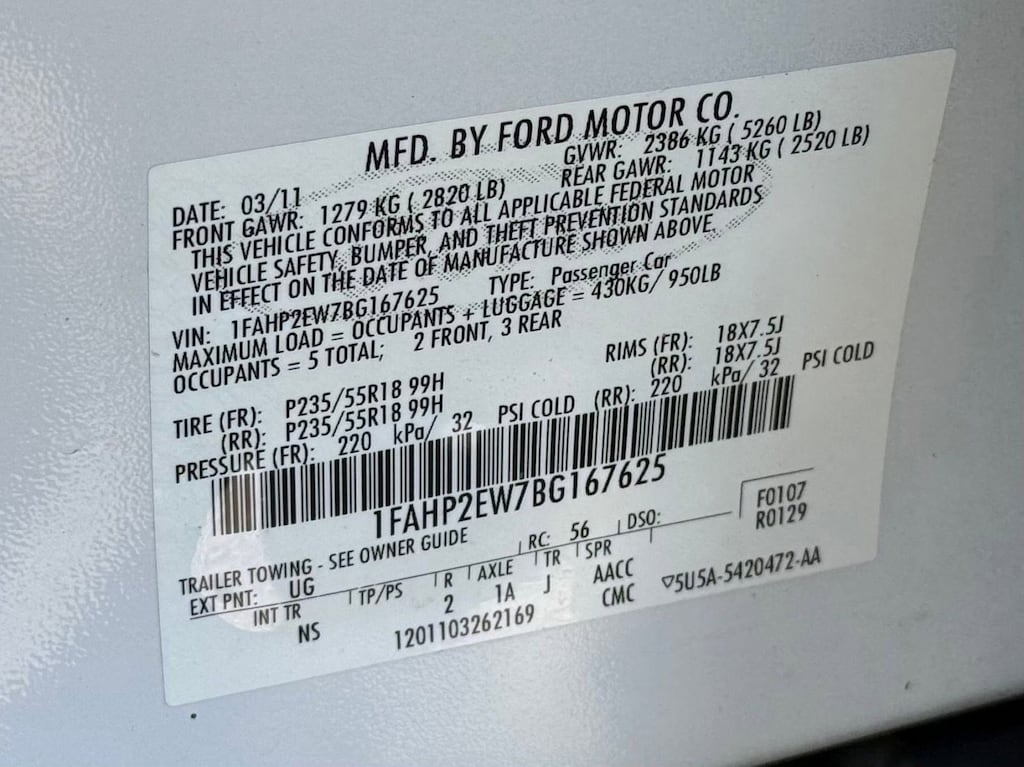 MFD. BY FORD MOTOR CO.
DATE: 03/11 GVWR: 2386 KG ( 5260 LB)
FRONT GAWR: 1279 KG ( 2820 LB) REAR GAWR: 1143 KG ( 2520 LB)
THIS VEHICLE CONFORMS TO ALL APPLICABLE FEDERAL MOTOR
VEHICLE SAFETY, BUMPER, AND THEFT PREVENTION STANDARDS
IN EFFECT ON THE DATE OF MANUFACTURE SHOWN ABOVE.
VIN: 1FAHP2EW7BG167625 TYPE: Passenger Car
MAXIMUM LOAD = OCCUPANTS + LUGGAGE = 430KG/ 950LB
OCCUPANTS = 5 TOTAL; 2 FRONT, 3 REAR
TIRE (FR): P235/55R18 99H RIMS (FR): 18X7.5J
(RR): P235/55R18 99H (RR): 18X7.5J
PRESSURE (FR): 220 kPa/ 32 PSI COLD (RR): 220 kPa/ 32 PSI COLD
1FAHP2EW7BG167625
F0107
R0129
TRAILER TOWING - SEE OWNER GUIDE
EXT PNT: UG RC: 56 DSO:
INT TR TP/PS R AXLE TR SPR
NS 2 1A J AACC
CMC
1201103262169 ▽5U5A-5420472-AA